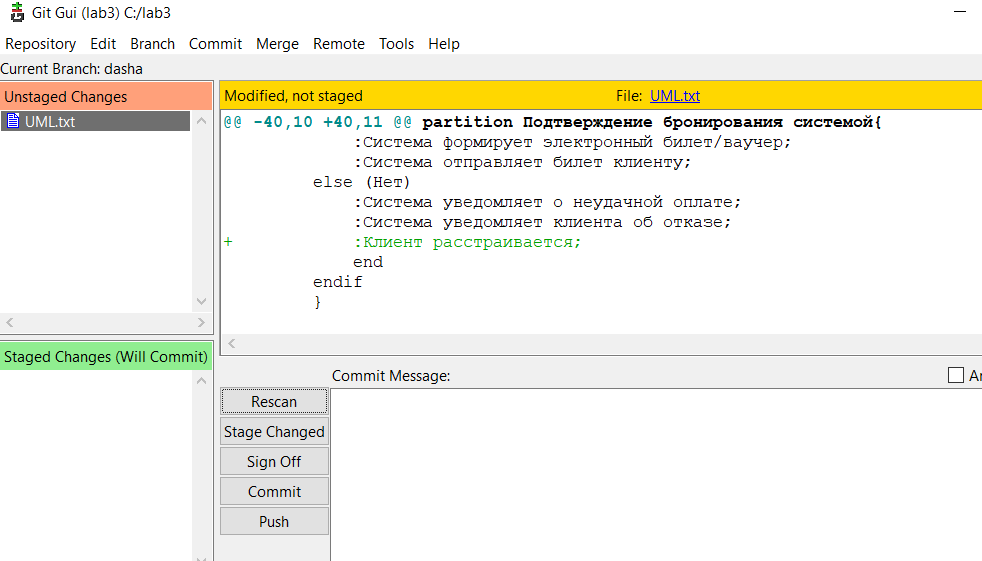 Git Gui (lab3) C:/lab3
Repository Edit Branch Commit Merge Remote Tools Help
Current Branch: dasha
Unstaged Changes
UML.txt
Modified, not staged File: UML.txt
@@ -40,10 +40,11 @@ partition Подтверждение бронирования системой{
:Система формирует электронный билет/ваучер;
:Система отправляет билет клиенту;
else (Нет)
:Система уведомляет о неудачной оплате;
:Система уведомляет клиента об отказе;
+ :Клиент расстраивается;
end
endif
}
Staged Changes (Will Commit)
Commit Message:
Rescan
Stage Changed
Sign Off
Commit
Push